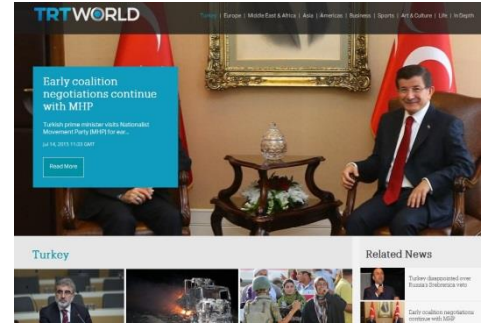 TRTWORLD
Turkey | Europe | Middle East & Africa | Asia | Americas | Business | Sports | Art & Culture | Life | In Depth
Early coalition
negotiations continue
with MHP
Turkish prime minister visits Nationalist
Movement Party (MHP) for eur...
Jul 14, 2015 11:03 GMT
Read More
Turkey
Related News
Turkey disappointed over
Russia's Srebrenica veto
Early coalition negotiations
continue with MHP